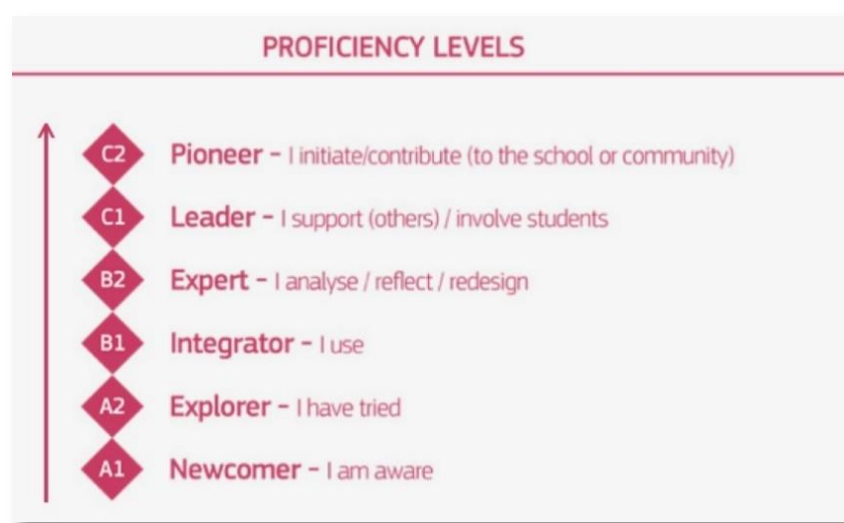 PROFICIENCY LEVELS
C2 Pioneer – I initiate/contribute (to the school or community)
C1 Leader – I support (others) / involve students
B2 Expert – I analyse / reflect / redesign
B1 Integrator – I use
A2 Explorer – I have tried
A1 Newcomer – I am aware